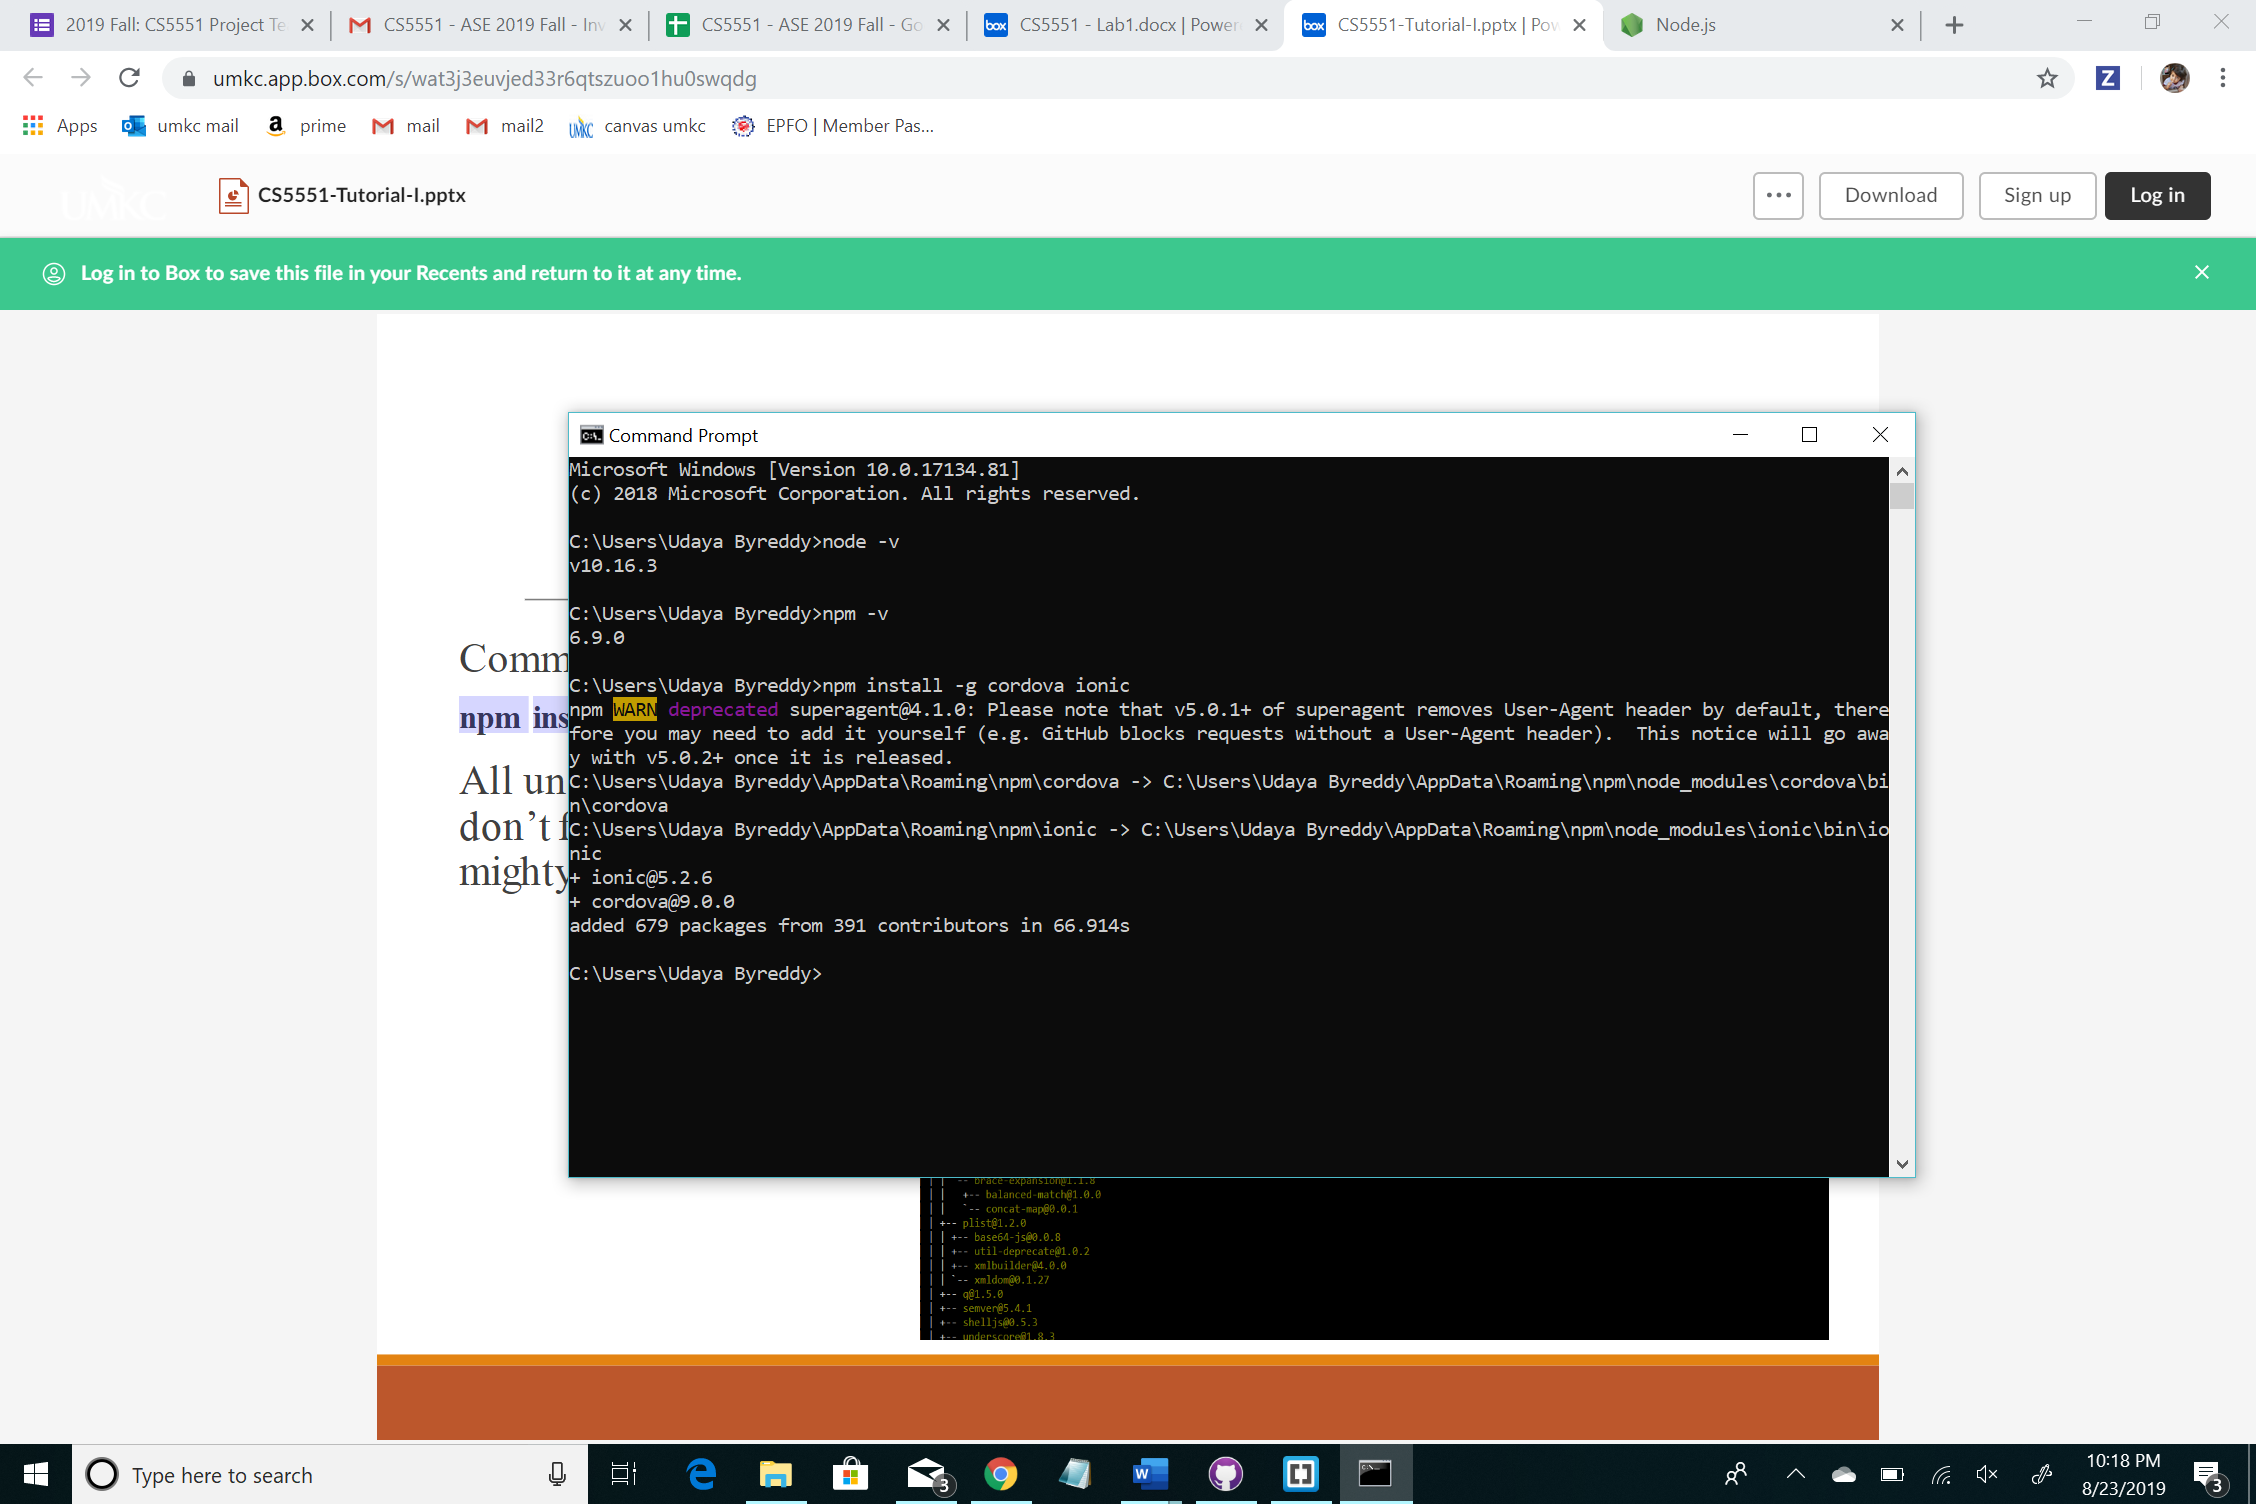 2019 Fall: CS5551 Project Te
CS5551 - ASE 2019 Fall - Inv
CS5551 - ASE 2019 Fall - Go
box
CS5551 - Lab1.docx | Power
box
CS5551-Tutorial-I.pptx | Pow
Node.js
umkc.app.box.com/s/wat3j3euvjed33r6qtszuoo1hu0swqdg
Z
Apps
umkc mail
prime
mail
mail2
UMKC
canvas umkc
EPFO | Member Pas...
UMKC
CS5551-Tutorial-I.pptx
Download
Sign up
Log in
Log in to Box to save this file in your Recents and return to it at any time.
Comm
npm ins
All un
don't f
mighty
Command Prompt
Microsoft Windows [Version 10.0.17134.81]
(c) 2018 Microsoft Corporation. All rights reserved.
C:\Users\Udaya Byreddy>node -v
v10.16.3
C:\Users\Udaya Byreddy>npm -v
6.9.0
C:\Users\Udaya Byreddy>npm install -g cordova ionic
npm WARN deprecated superagent@4.1.0: Please note that v5.0.1+ of superagent removes User-Agent header by default, there
fore you may need to add it yourself (e.g. GitHub blocks requests without a User-Agent header).  This notice will go awa
y with v5.0.2+ once it is released.
C:\Users\Udaya Byreddy\AppData\Roaming\npm\cordova -> C:\Users\Udaya Byreddy\AppData\Roaming\npm\node_modules\cordova\bi
n\cordova
C:\Users\Udaya Byreddy\AppData\Roaming\npm\ionic -> C:\Users\Udaya Byreddy\AppData\Roaming\npm\node_modules\ionic\bin\io
nic
+ ionic@5.2.6
+ cordova@9.0.0
added 679 packages from 391 contributors in 66.914s
C:\Users\Udaya Byreddy>
| | `-- brace-expansion@1.1.8
| |   +-- balanced-match@1.0.0
| |   `-- concat-map@0.0.1
| +-- plist@1.2.0
| | +-- base64-js@0.0.8
| | +-- util-deprecate@1.0.2
| | +-- xmlbuilder@4.0.0
| | `-- xmldom@0.1.27
| +-- q@1.5.0
| +-- semver@5.4.1
| +-- shelljs@0.5.3
| +-- underscore@1.8.3
Type here to search
3
10:18 PM
8/23/2019
3